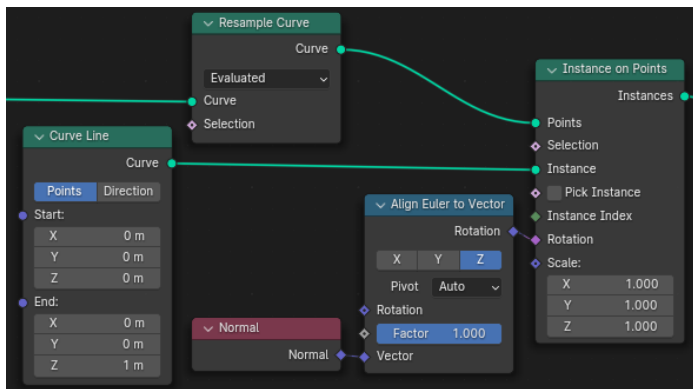 Resample Curve
Curve
Evaluated
Curve
Selection
Curve Line
Curve
Points Direction
Start:
X 0 m
Y 0 m
Z 0 m
End:
X 0 m
Y 0 m
Z 1 m
Normal
Normal
Align Euler to Vector
Rotation
X Y Z
Pivot Auto
Rotation
Factor 1.000
Vector
Instance on Points
Instances
Points
Selection
Instance
Pick Instance
Instance Index
Rotation
Scale:
X 1.000
Y 1.000
Z 1.000